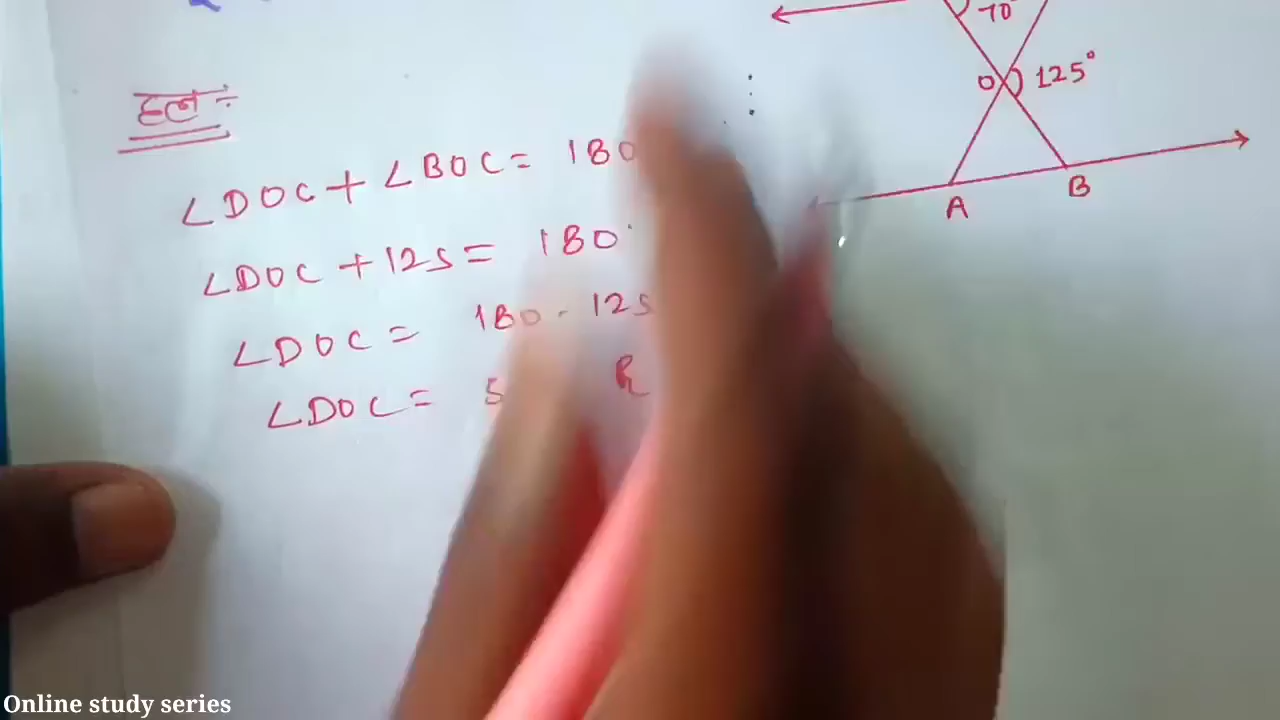 70°
O 125°
हल ÷
∠DOC + ∠BOC = 180
A B
∠DOC + 125 = 180°
∠DOC = 180 - 125
∠DOC = 5
Online study series